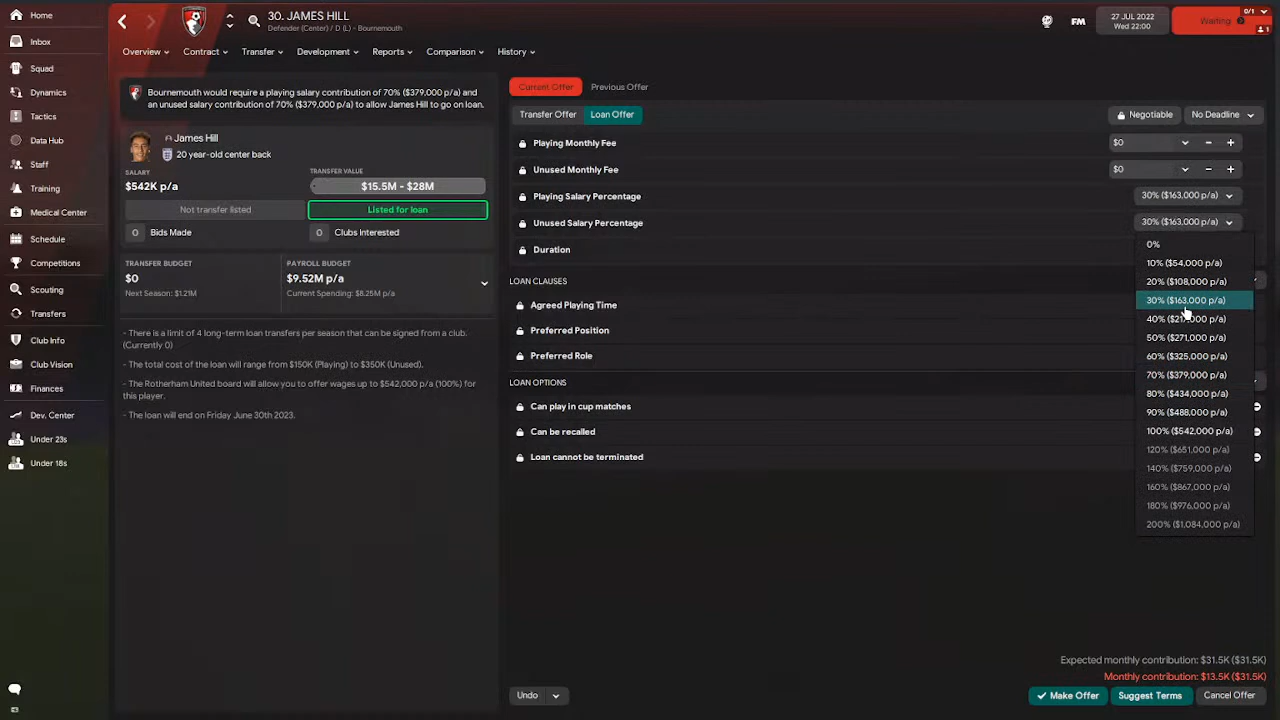 Home
Inbox
Squad
Dynamics
Tactics
Data Hub
Staff
Training
Medical Center
Schedule
Competitions
Scouting
Transfers
Club Info
Club Vision
Finances
Dev. Center
Under 23s
Under 18s
30. JAMES HILL
Defender (Center) / D (L) - Bournemouth
FM
27 JUL 2022
Wed 22:00
Waiting
0/1
1
Overview
Contract
Transfer
Development
Reports
Comparison
History
Bournemouth would require a playing salary contribution of 70% ($379,000 p/a)
and an unused salary contribution of 70% ($379,000 p/a) to allow James Hill to go on loan.
James Hill
20 year-old center back
SALARY
$542K p/a
TRANSFER VALUE
$15.5M - $28M
Not transfer listed
Listed for loan
0 Bids Made
0 Clubs Interested
TRANSFER BUDGET
$0
Next Season: $1.21M
PAYROLL BUDGET
$9.52M p/a
Current Spending: $8.25M p/a
- There is a limit of 4 long-term loan transfers per season that can be signed from a club.
(Currently 0)
- The total cost of the loan will range from $150K (Playing) to $350K (Unused).
- The Rotherham United board will allow you to offer wages up to $542,000 p/a (100%) for
this player.
- The loan will end on Friday June 30th 2023.
Current Offer
Previous Offer
Transfer Offer
Loan Offer
Negotiable
No Deadline
Playing Monthly Fee
$0
Unused Monthly Fee
$0
Playing Salary Percentage
30% ($163,000 p/a)
Unused Salary Percentage
30% ($163,000 p/a)
Duration
LOAN CLAUSES
Agreed Playing Time
Preferred Position
Preferred Role
LOAN OPTIONS
Can play in cup matches
Can be recalled
Loan cannot be terminated
0%
10% ($54,000 p/a)
20% ($108,000 p/a)
30% ($163,000 p/a)
40% ($217,000 p/a)
50% ($271,000 p/a)
60% ($325,000 p/a)
70% ($379,000 p/a)
80% ($434,000 p/a)
90% ($488,000 p/a)
100% ($542,000 p/a)
120% ($651,000 p/a)
140% ($759,000 p/a)
160% ($867,000 p/a)
180% ($976,000 p/a)
200% ($1,084,000 p/a)
Expected monthly contribution: $31.5K ($31.5K)
Monthly contribution: $13.5K ($31.5K)
Undo
Make Offer
Suggest Terms
Cancel Offer